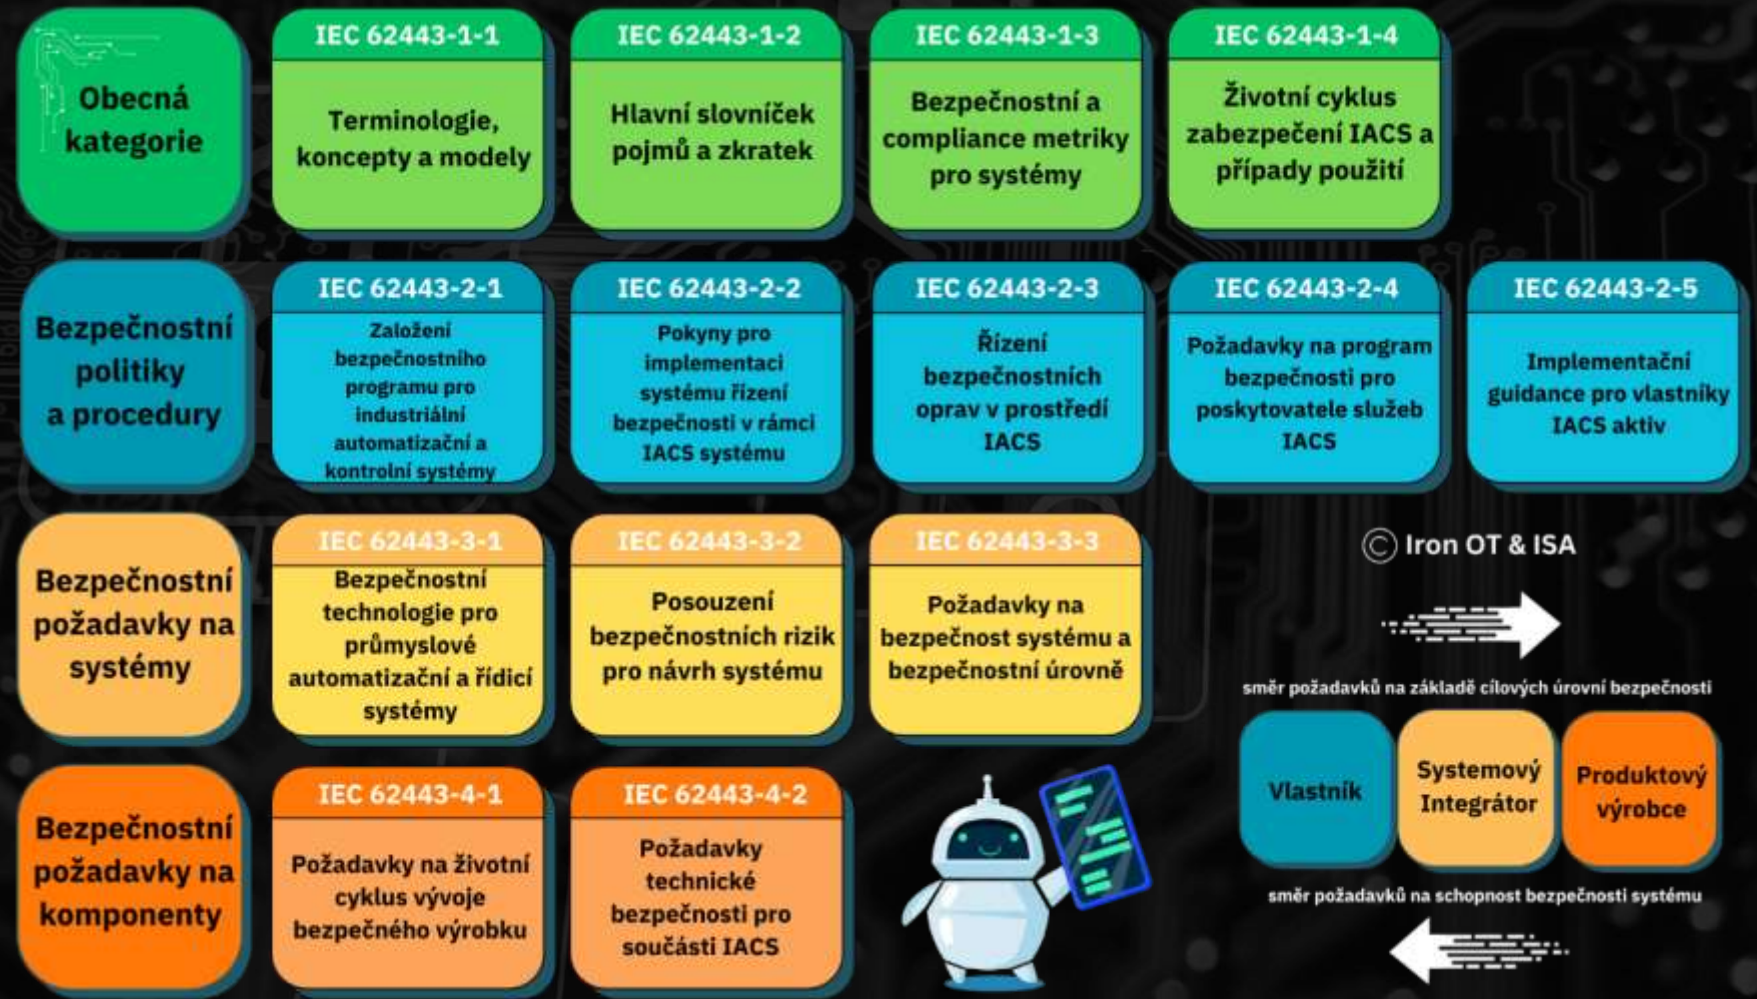 Obecná
kategorie
IEC 62443-1-1
Terminologie,
koncepty a modely
IEC 62443-1-2
Hlavní slovníček
pojmů a zkratek
IEC 62443-1-3
Bezpečnostní a
compliance metriky
pro systémy
IEC 62443-1-4
Životní cyklus
zabezpečení IACS a
případy použití
Bezpečnostní
politiky
a procedury
IEC 62443-2-1
Založení
bezpečnostního
programu pro
industriální
automatizační a
kontrolní systémy
IEC 62443-2-2
Pokyny pro
implementaci
systému řízení
bezpečnosti v rámci
IACS systému
IEC 62443-2-3
Řízení
bezpečnostních
oprav v prostředí
IACS
IEC 62443-2-4
Požadavky na program
bezpečnosti pro
poskytovatele služeb
IACS
IEC 62443-2-5
Implementační
guidance pro vlastníky
IACS aktiv
Bezpečnostní
požadavky na
systémy
IEC 62443-3-1
Bezpečnostní
technologie pro
průmyslové
automatizační a řídicí
systémy
IEC 62443-3-2
Posouzení
bezpečnostních rizik
pro návrh systému
IEC 62443-3-3
Požadavky na
bezpečnost systému a
bezpečnostní úrovně
© Iron OT & ISA
směr požadavků na základě cílových úrovní bezpečnosti
Vlastník
Systemový
Integrátor
Produktový
výrobce
směr požadavků na schopnost bezpečnosti systému
Bezpečnostní
požadavky na
komponenty
IEC 62443-4-1
Požadavky na životní
cyklus vývoje
bezpečného výrobku
IEC 62443-4-2
Požadavky
technické
bezpečnosti pro
součásti IACS